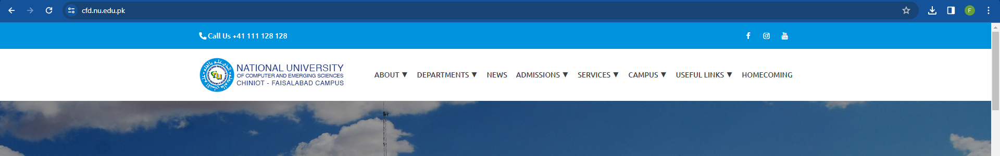 cfd.nu.edu.pk
F
Call Us +41 111 128 128
NATIONAL UNIVERSITY
OF COMPUTER AND EMERGING SCIENCES
CHINIOT - FAISALABAD CAMPUS
ABOUT ▼ DEPARTMENTS ▼ NEWS ADMISSIONS ▼ SERVICES ▼ CAMPUS ▼ USEFUL LINKS ▼ HOMECOMING